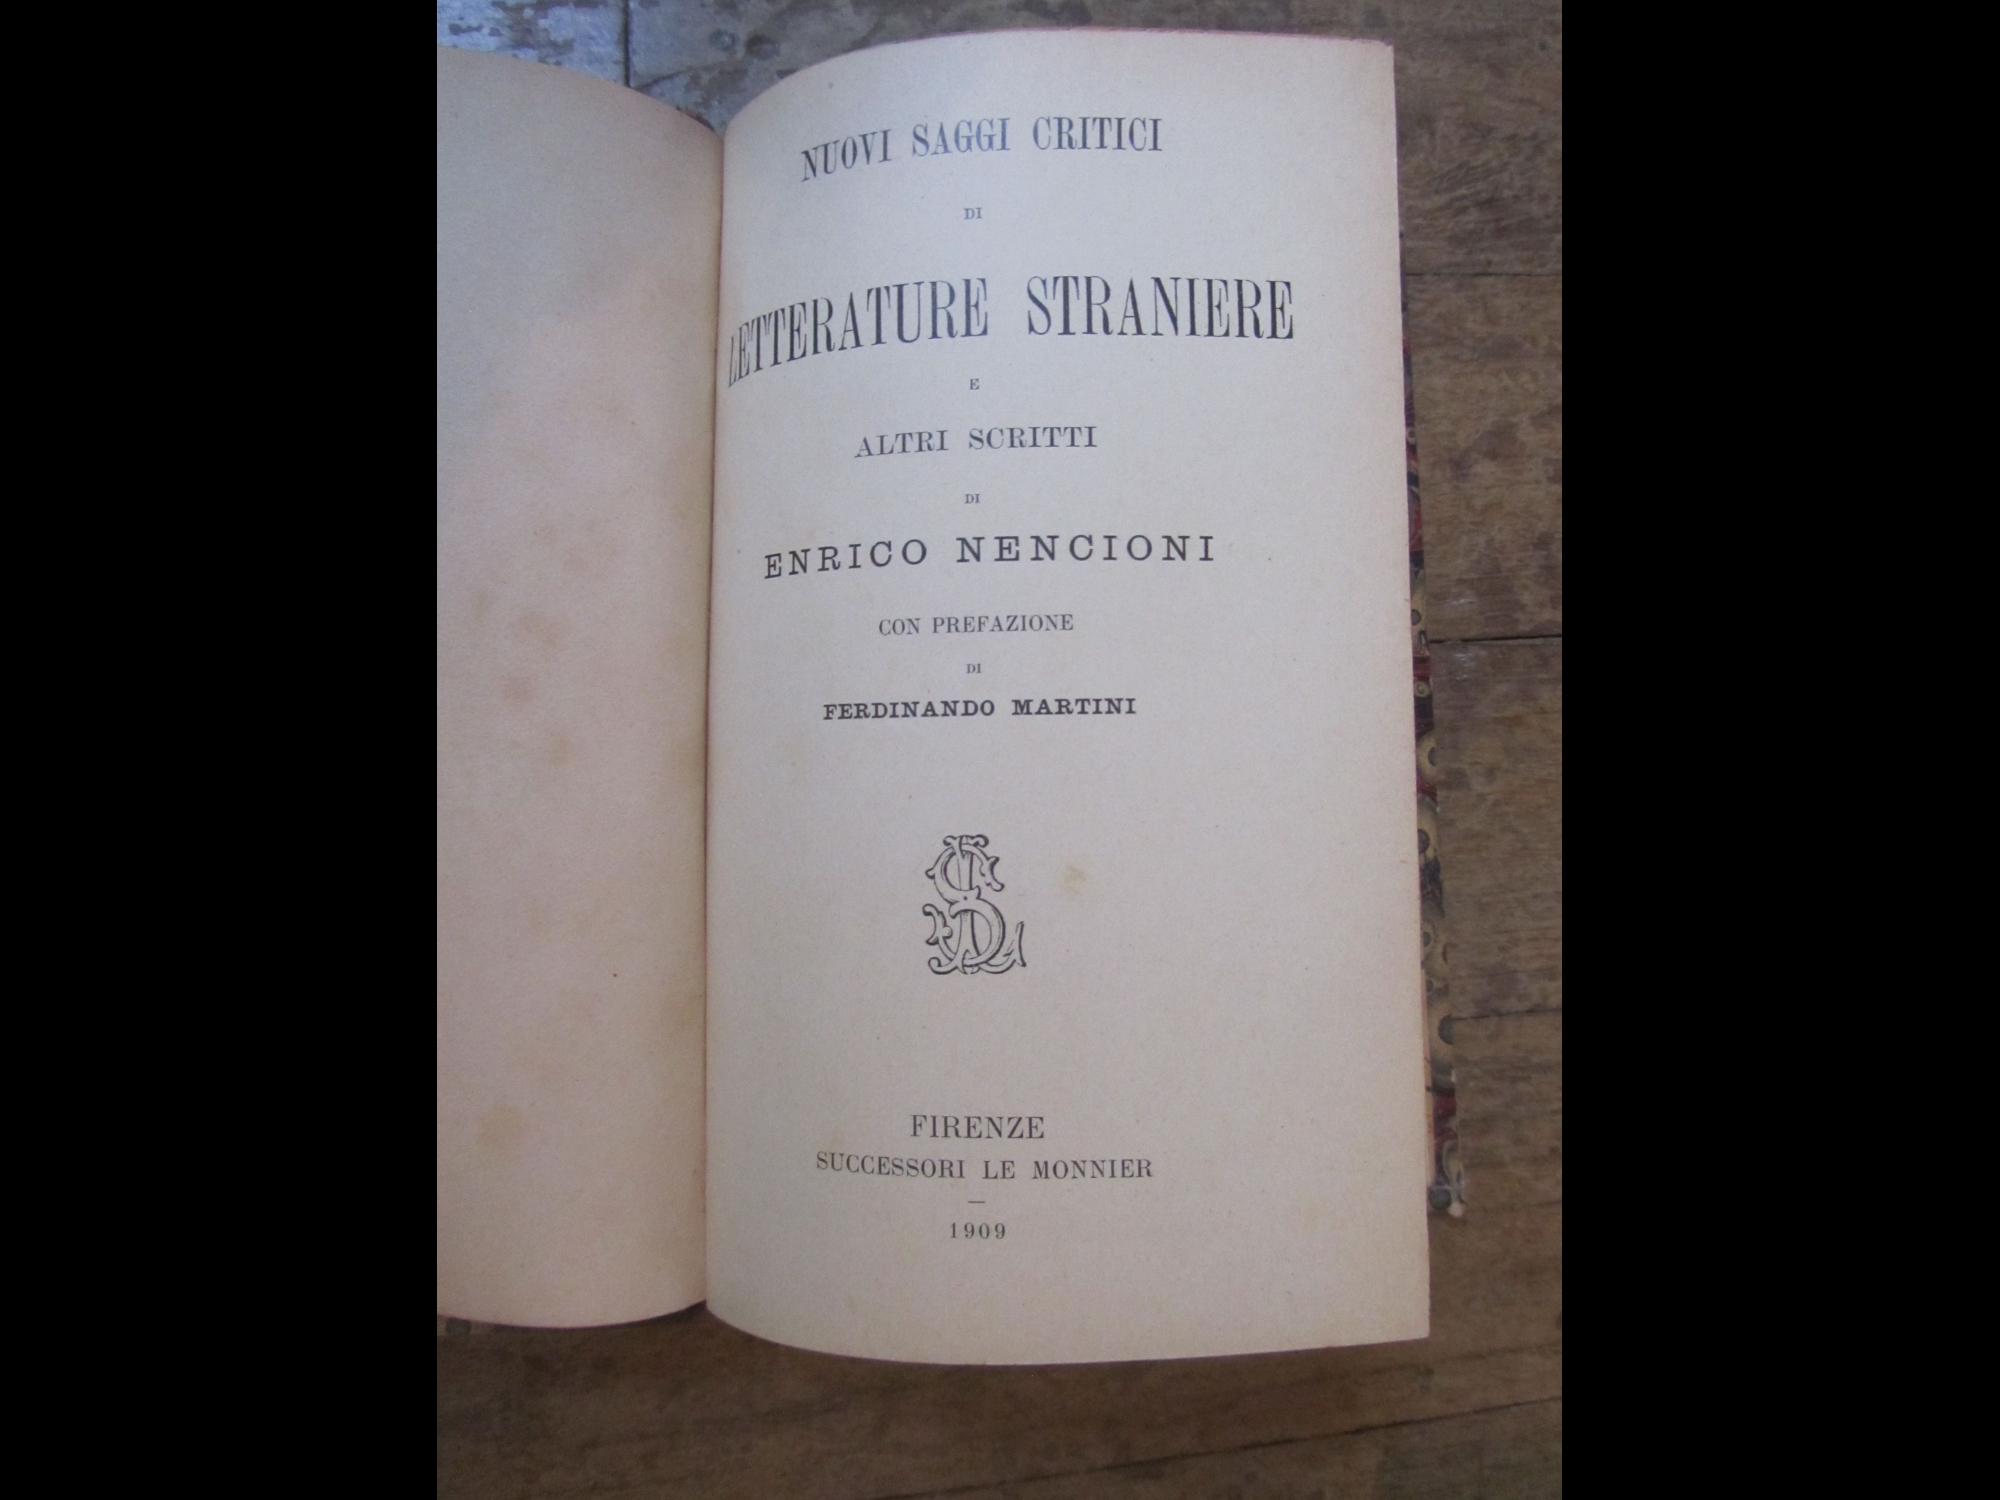 NUOVI SAGGI CRITICI
DI
LETTERATURE STRANIERE
E
ALTRI SCRITTI
DI
ENRICO NENCIONI
CON PREFAZIONE
DI
FERDINANDO MARTINI
FIRENZE
SUCCESSORI LE MONNIER
—
1909